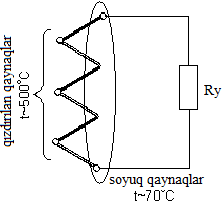 qızdırılan qaynaqlar
t~500°C
Ry
soyuq qaynaqlar
t~70°C